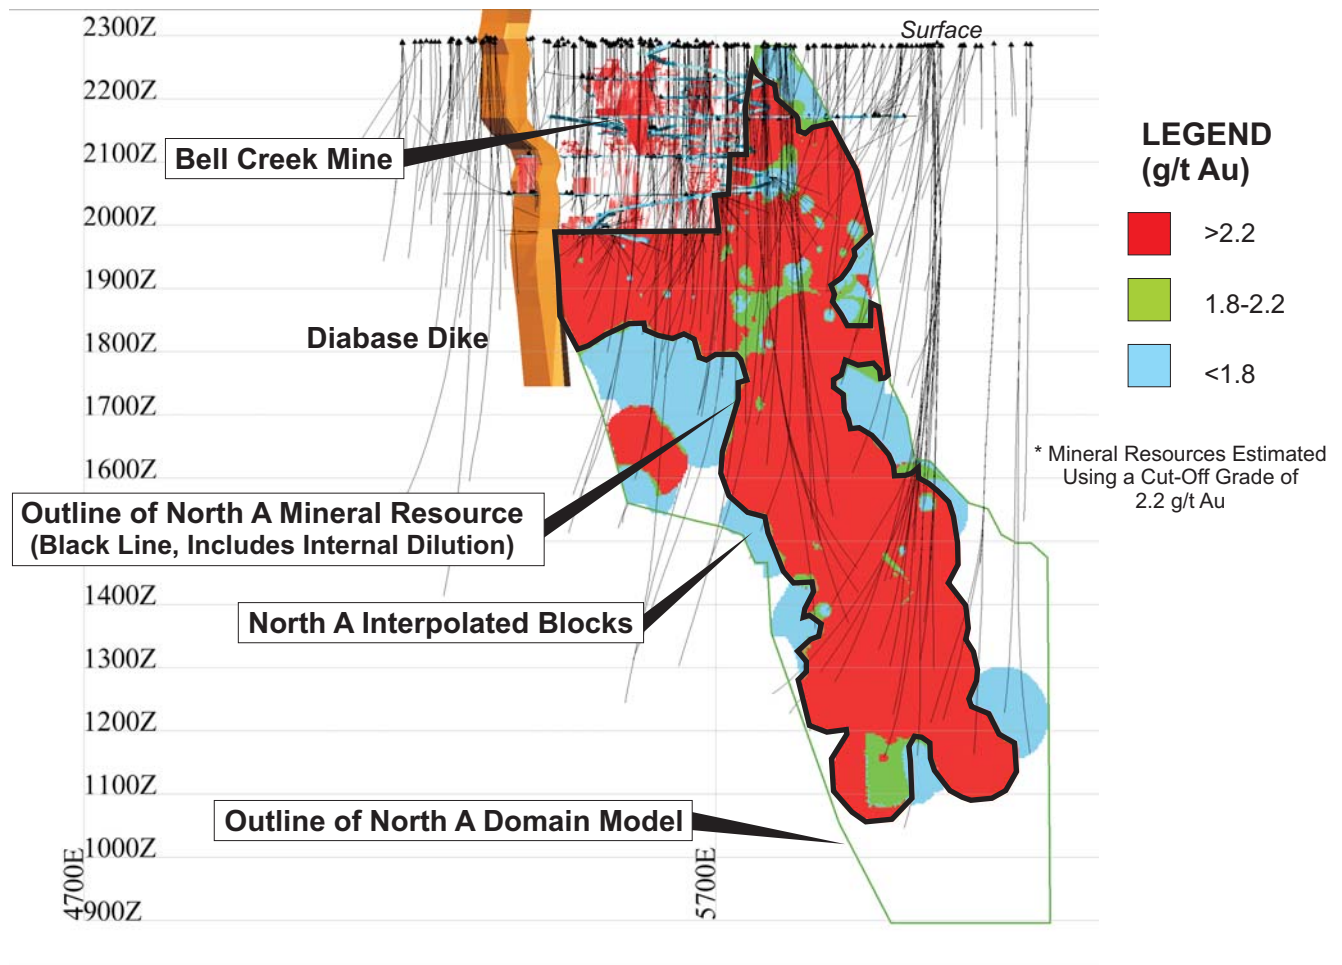 2300Z
Surface
2200Z
LEGEND
(g/t Au)
Bell Creek Mine
2100Z
2000Z
>2.2
1900Z
1.8-2.2
Diabase Dike
1800Z
<1.8
1700Z
1600Z
* Mineral Resources Estimated
Using a Cut-Off Grade of
2.2 g/t Au
Outline of North A Mineral Resource
(Black Line, Includes Internal Dilution)
1400Z
North A Interpolated Blocks
1300Z
1200Z
1100Z
Outline of North A Domain Model
1000Z
900Z
4700E
5700E